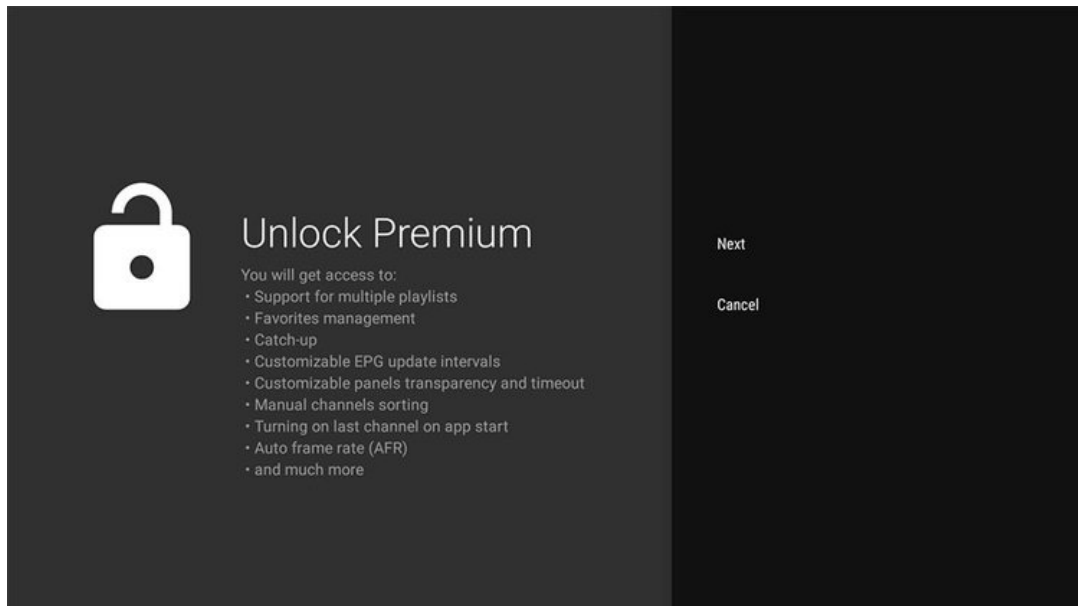 Unlock Premium
You will get access to:
• Support for multiple playlists
• Favorites management
• Catch-up
• Customizable EPG update intervals
• Customizable panels transparency and timeout
• Manual channels sorting
• Turning on last channel on app start
• Auto frame rate (AFR)
• and much more
Next
Cancel